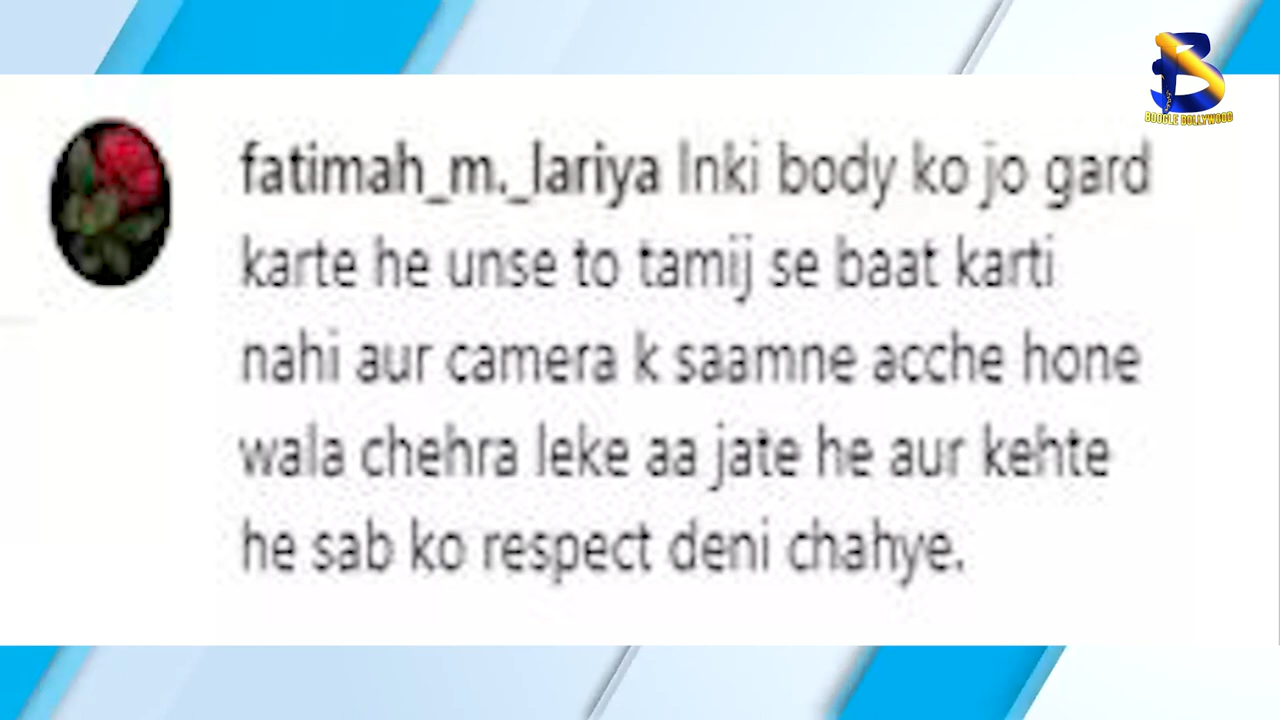 BOOGLE BOLLYWOOD
fatimah_m._lariya Inki body ko jo gard
karte he unse to tamij se baat karti
nahi aur camera k saamne acche hone
wala chehra leke aa jate he aur kehte
he sab ko respect deni chahye.